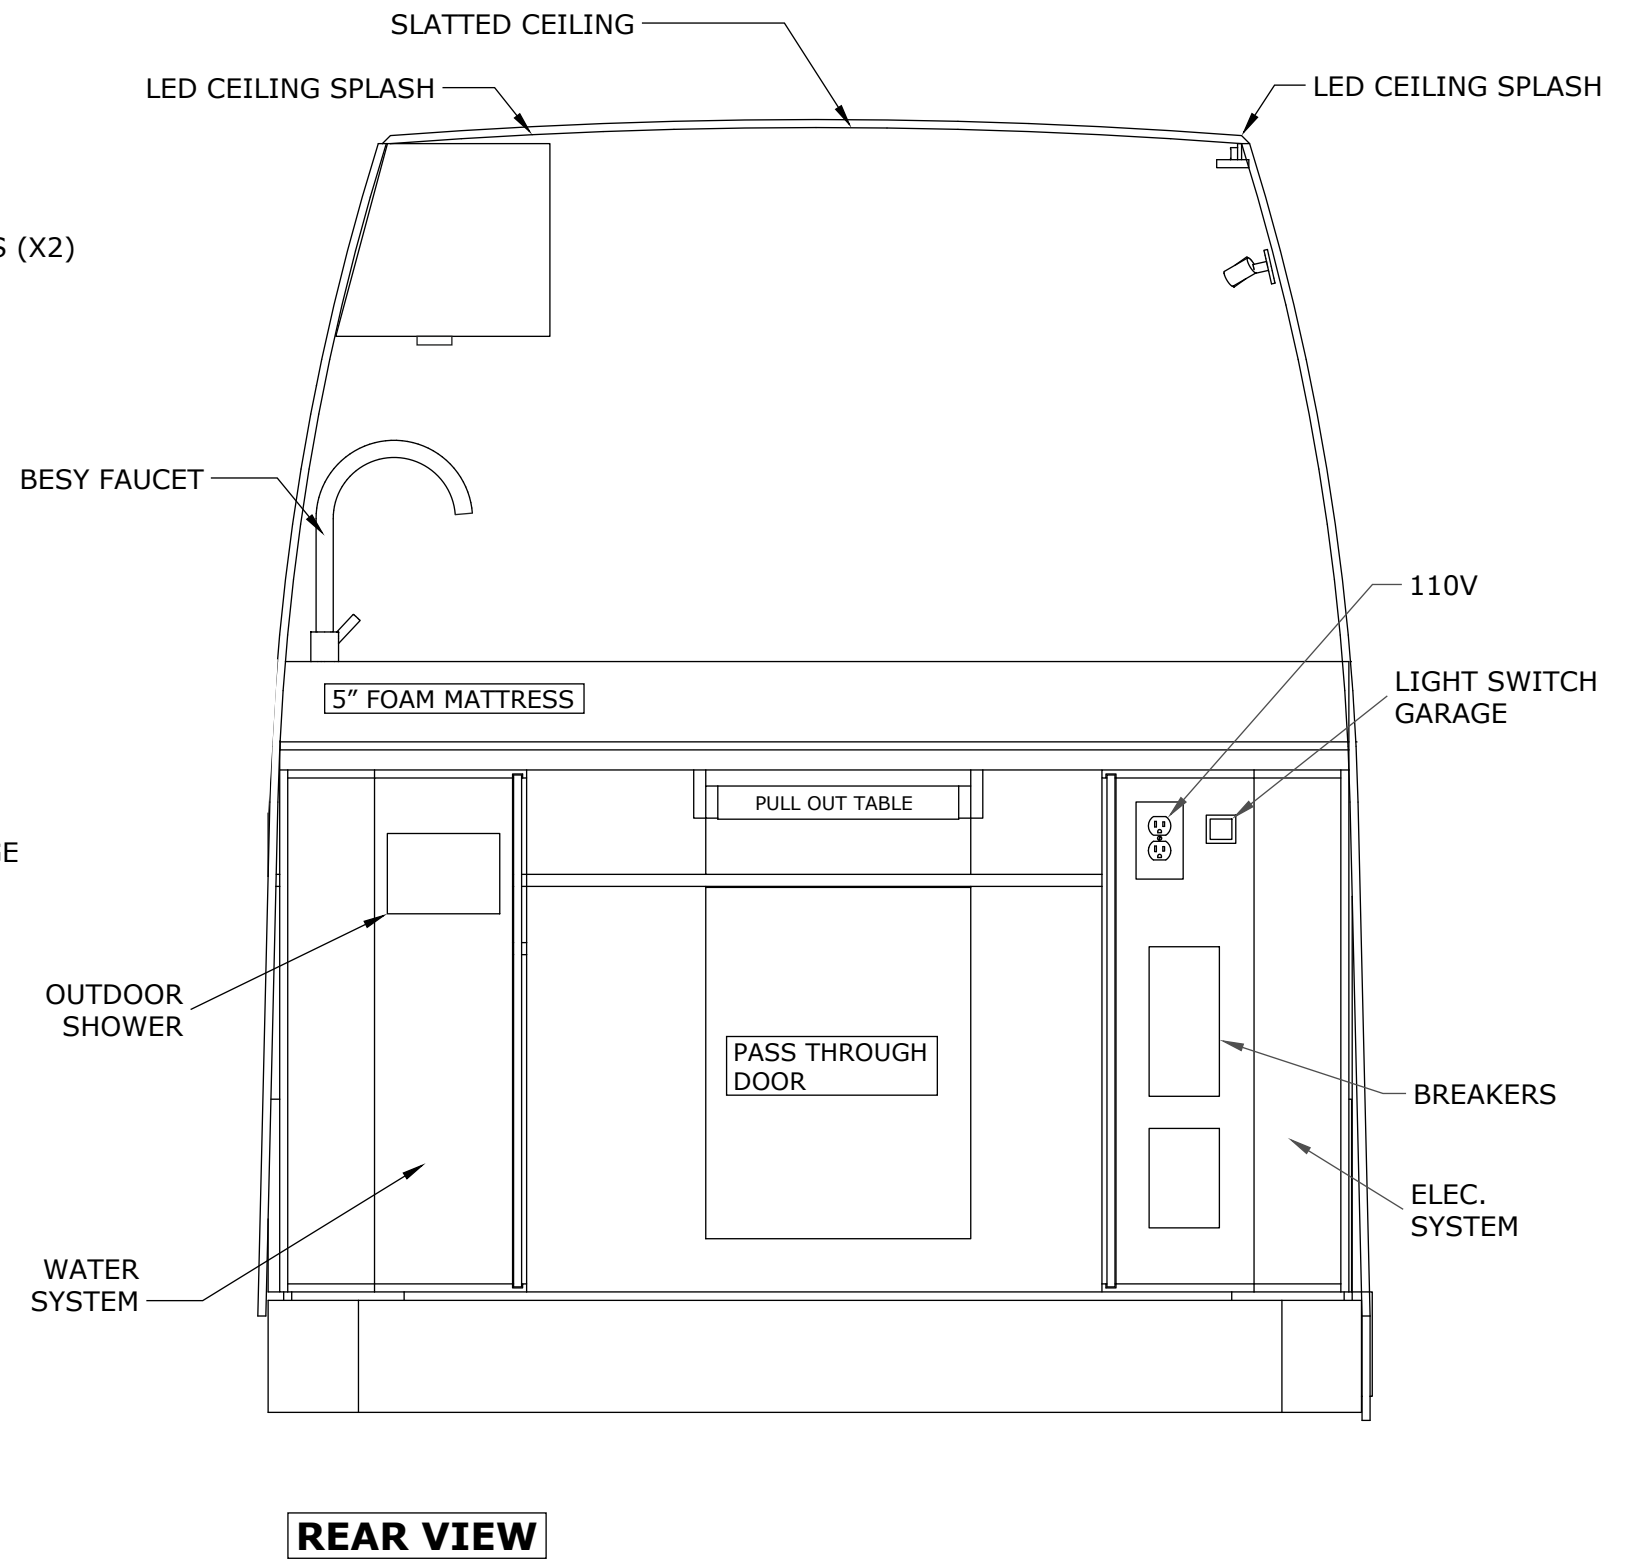 SLATTED CEILING
LED CEILING SPLASH
LED CEILING SPLASH
(X2)
BESY FAUCET
110V
LIGHT SWITCH
GARAGE
5” FOAM MATTRESS
PULL OUT TABLE
OUTDOOR
SHOWER
PASS THROUGH
DOOR
BREAKERS
ELEC.
SYSTEM
WATER
SYSTEM
REAR VIEW